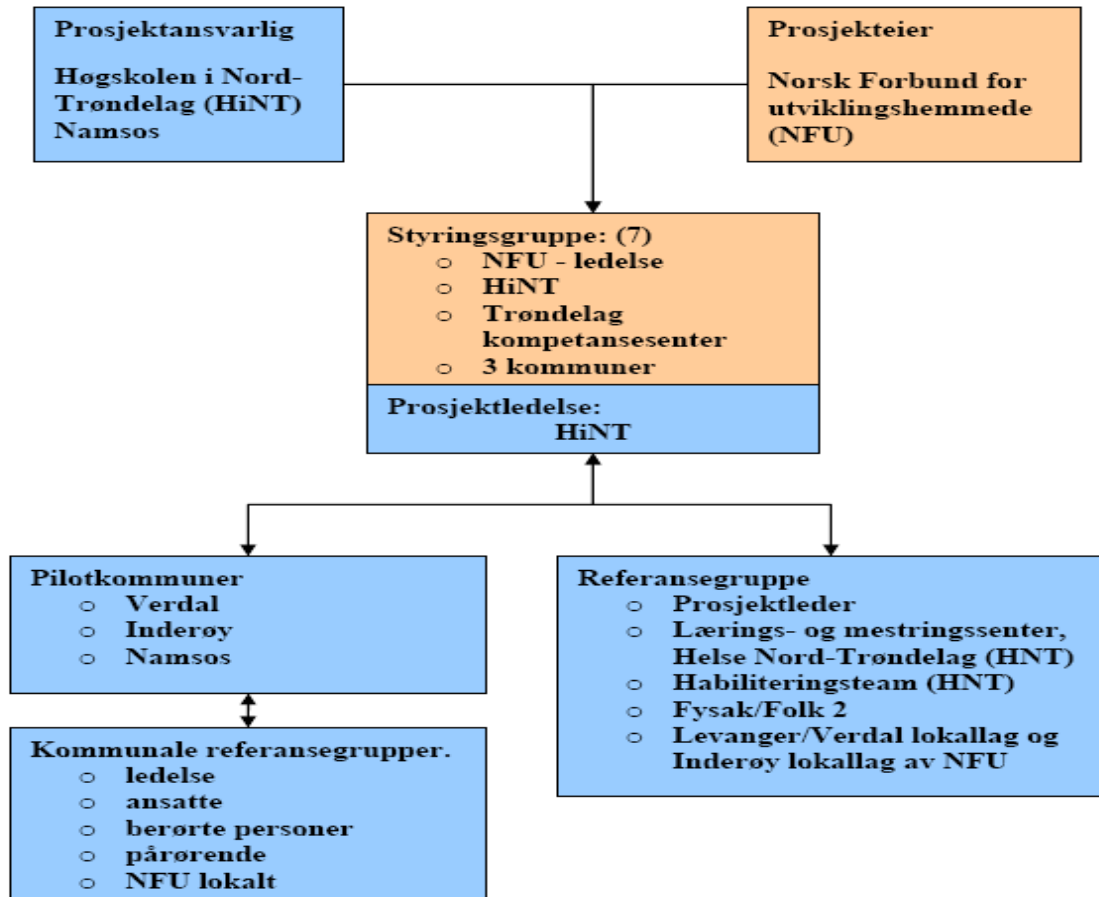 Prosjektansvarlig
Høgskolen i Nord-
Trøndelag (HiNT)
Namsos
Prosjekteier
Norsk Forbund for
utviklingshemmede
(NFU)
Styringsgruppe: (7)
o NFU - ledelse
o HiNT
o Trøndelag
kompetansesenter
o 3 kommuner
Prosjektledelse:
HiNT
Pilotkommuner
o Verdal
o Inderøy
o Namsos
Kommunale referansegrupper.
o ledelse
o ansatte
o berørte personer
o pårørende
o NFU lokalt
Referansegruppe
o Prosjektleder
o Lærings- og mestringssenter,
Helse Nord-Trøndelag (HNT)
o Habiliteringsteam (HNT)
o Fysak/Folk 2
o Levanger/Verdal lokallag og
Inderøy lokallag av NFU